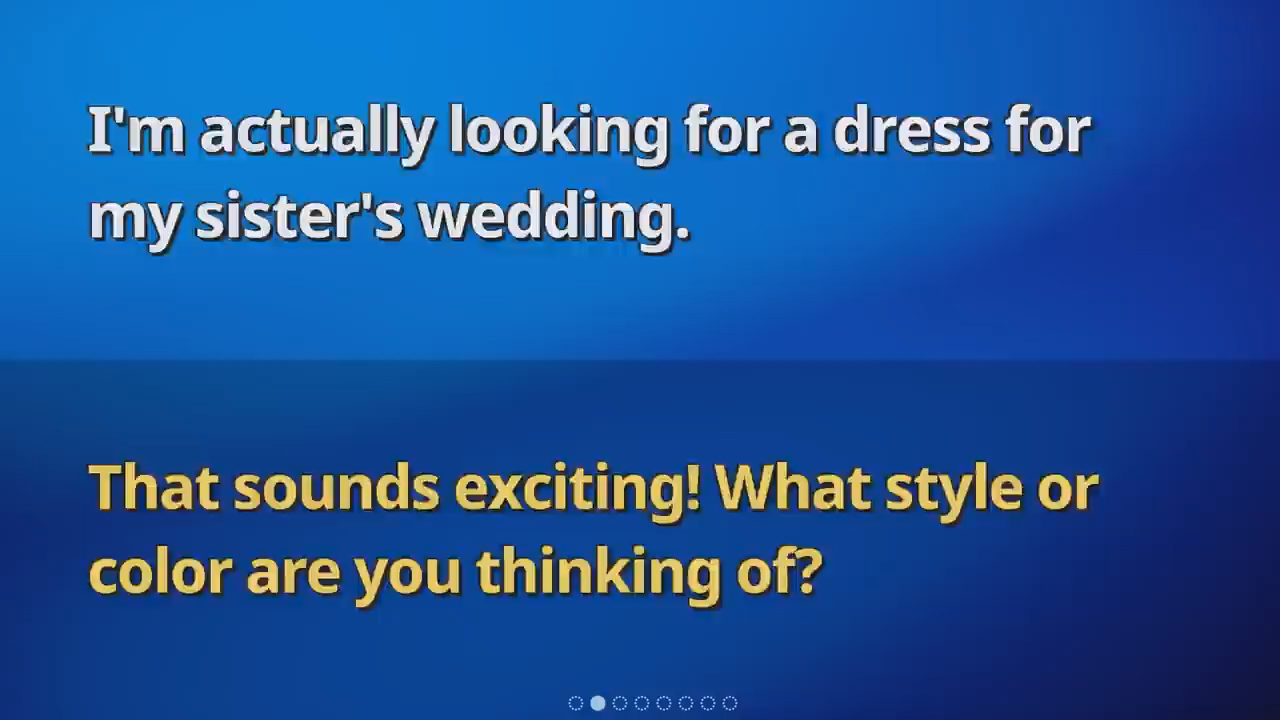 I'm actually looking for a dress for
my sister's wedding.
That sounds exciting! What style or
color are you thinking of?